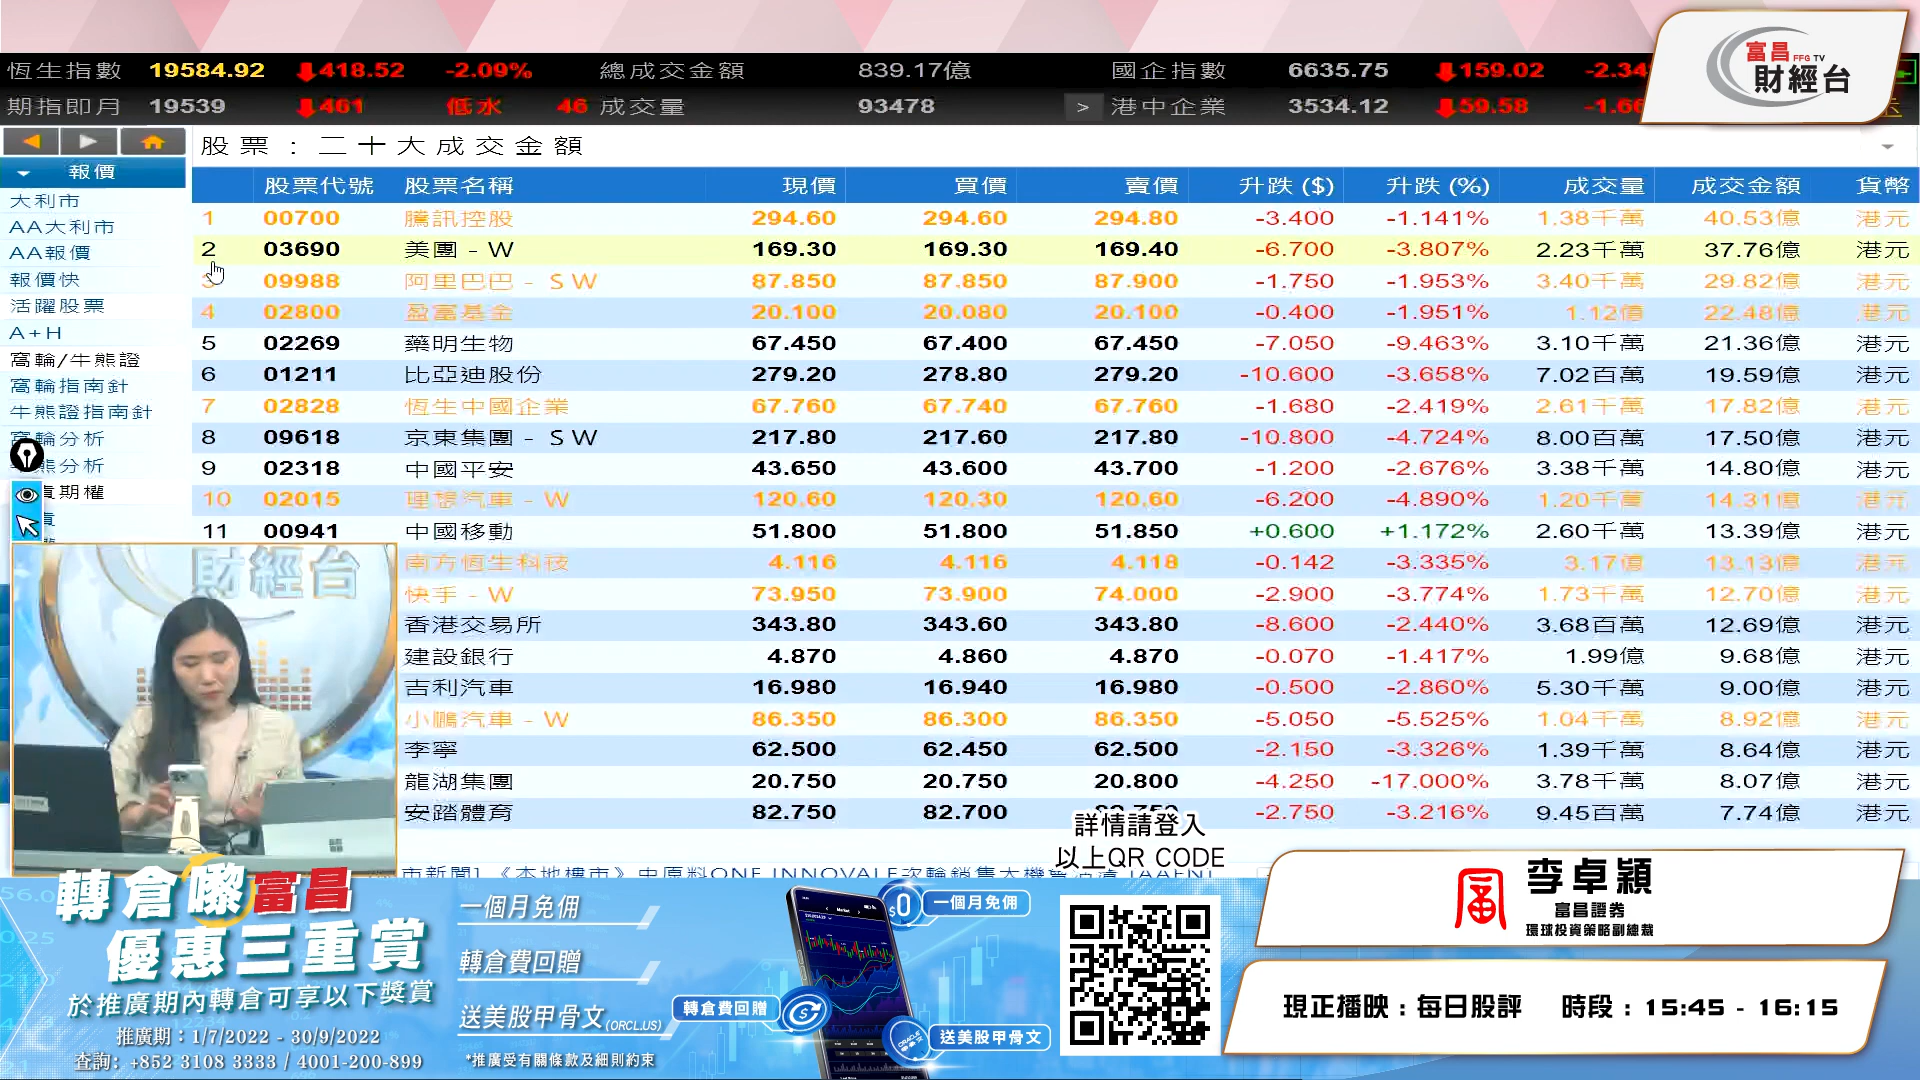 恆生指數 19584.92 418.52 -2.09% 總成交金額 839.17億 國企指數 6635.75 159.02 -2.34
期指即月 19539 461 低水 46 成交量 93478 > 港中企業 3534.12 59.58 -1.66
富昌 FFG TV
財經台
股票：二十大成交金額
報價
大利市
AA大利市
AA報價
報價快
活躍股票
A+H
窩輪/牛熊證
窩輪指南針
牛熊證指南針
窩輪分析
熊分析
期權
股票代號 股票名稱 現價 買價 賣價 升跌 ($) 升跌 (%) 成交量 成交金額 貨幣
1 00700 騰訊控股 294.60 294.60 294.80 -3.400 -1.141% 1.38千萬 40.53億 港元
2 03690 美團 - W 169.30 169.30 169.40 -6.700 -3.807% 2.23千萬 37.76億 港元
3 09988 阿里巴巴 - S W 87.850 87.850 87.900 -1.750 -1.953% 3.40千萬 29.82億 港元
4 02800 盈富基金 20.100 20.080 20.100 -0.400 -1.951% 1.12億 22.48億 港元
5 02269 藥明生物 67.450 67.400 67.450 -7.050 -9.463% 3.10千萬 21.36億 港元
6 01211 比亞迪股份 279.20 278.80 279.20 -10.600 -3.658% 7.02百萬 19.59億 港元
7 02828 恆生中國企業 67.760 67.740 67.760 -1.680 -2.419% 2.61千萬 17.82億 港元
8 09618 京東集團 - S W 217.80 217.60 217.80 -10.800 -4.724% 8.00百萬 17.50億 港元
9 02318 中國平安 43.650 43.600 43.700 -1.200 -2.676% 3.38千萬 14.80億 港元
10 02015 理想汽車 - W 120.60 120.30 120.60 -6.200 -4.890% 1.20千萬 14.31億 港元
11 00941 中國移動 51.800 51.800 51.850 +0.600 +1.172% 2.60千萬 13.39億 港元
南方恆生科技 4.116 4.116 4.118 -0.142 -3.335% 3.17億 13.13億 港元
快手 - W 73.950 73.900 74.000 -2.900 -3.774% 1.73千萬 12.70億 港元
香港交易所 343.80 343.60 343.80 -8.600 -2.440% 3.68百萬 12.69億 港元
建設銀行 4.870 4.860 4.870 -0.070 -1.417% 1.99億 9.68億 港元
吉利汽車 16.980 16.940 16.980 -0.500 -2.860% 5.30千萬 9.00億 港元
小鵬汽車 - W 86.350 86.300 86.350 -5.050 -5.525% 1.04千萬 8.92億 港元
李寧 62.500 62.450 62.500 -2.150 -3.326% 1.39千萬 8.64億 港元
龍湖集團 20.750 20.750 20.800 -4.250 -17.000% 3.78千萬 8.07億 港元
安踏體育 82.750 82.700 82.750 -2.750 -3.216% 9.45百萬 7.74億 港元
財經台
詳情請登入
以上QR CODE
轉倉嚟富昌
優惠三重賞
於推廣期內轉倉可享以下獎賞
推廣期：1/7/2022 - 30/9/2022
查詢：+852 3108 3333 / 4001-200-899
一個月免佣
轉倉費回贈
送美股甲骨文(ORCL.US)
*推廣受有關條款及細則約束
$0 一個月免佣
轉倉費回贈
送美股甲骨文
李卓穎
富昌證券
環球投資策略副總裁
現正播映：每日股評 時段：15:45 - 16:15